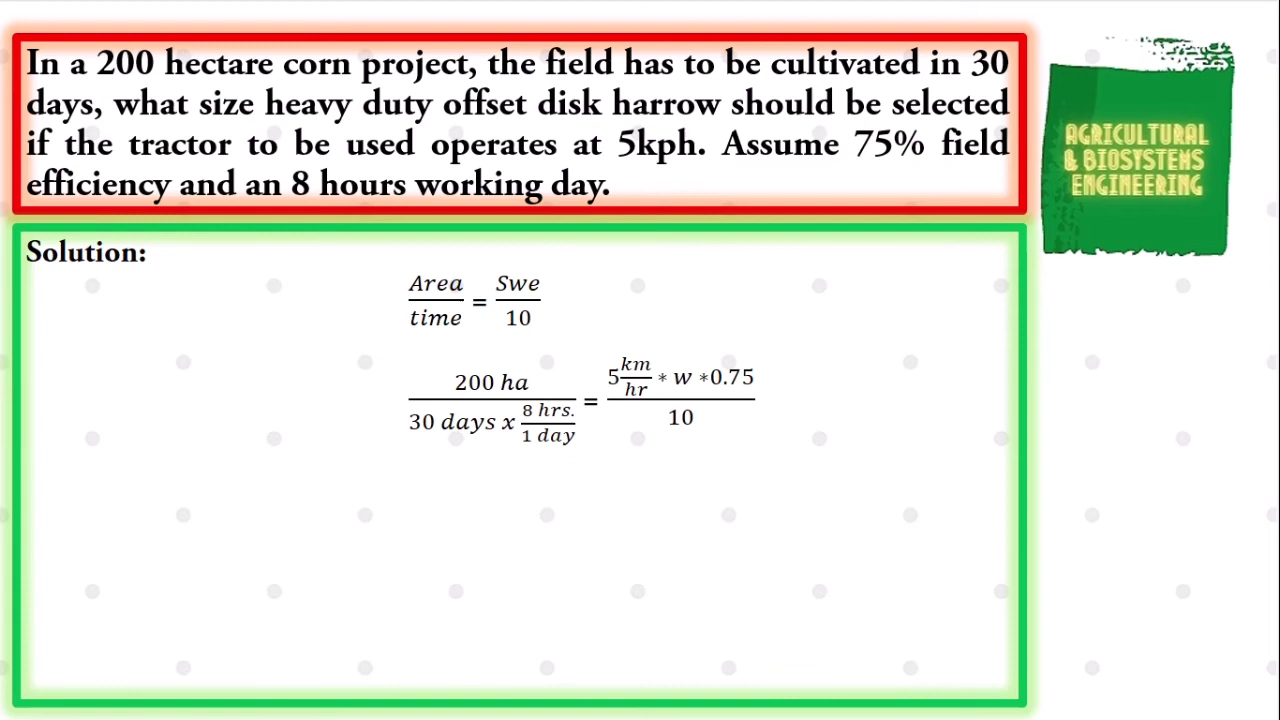 In a 200 hectare corn project, the field has to be cultivated in 30
days, what size heavy duty offset disk harrow should be selected
if the tractor to be used operates at 5kph. Assume 75% field
efficiency and an 8 hours working day.
AGRICULTURAL
& BIOSYSTEMS
ENGINEERING
Solution:
Area/time = Swe/10
200 ha/(30 days x 8 hrs./1 day) = (5 km/hr * w *0.75)/10